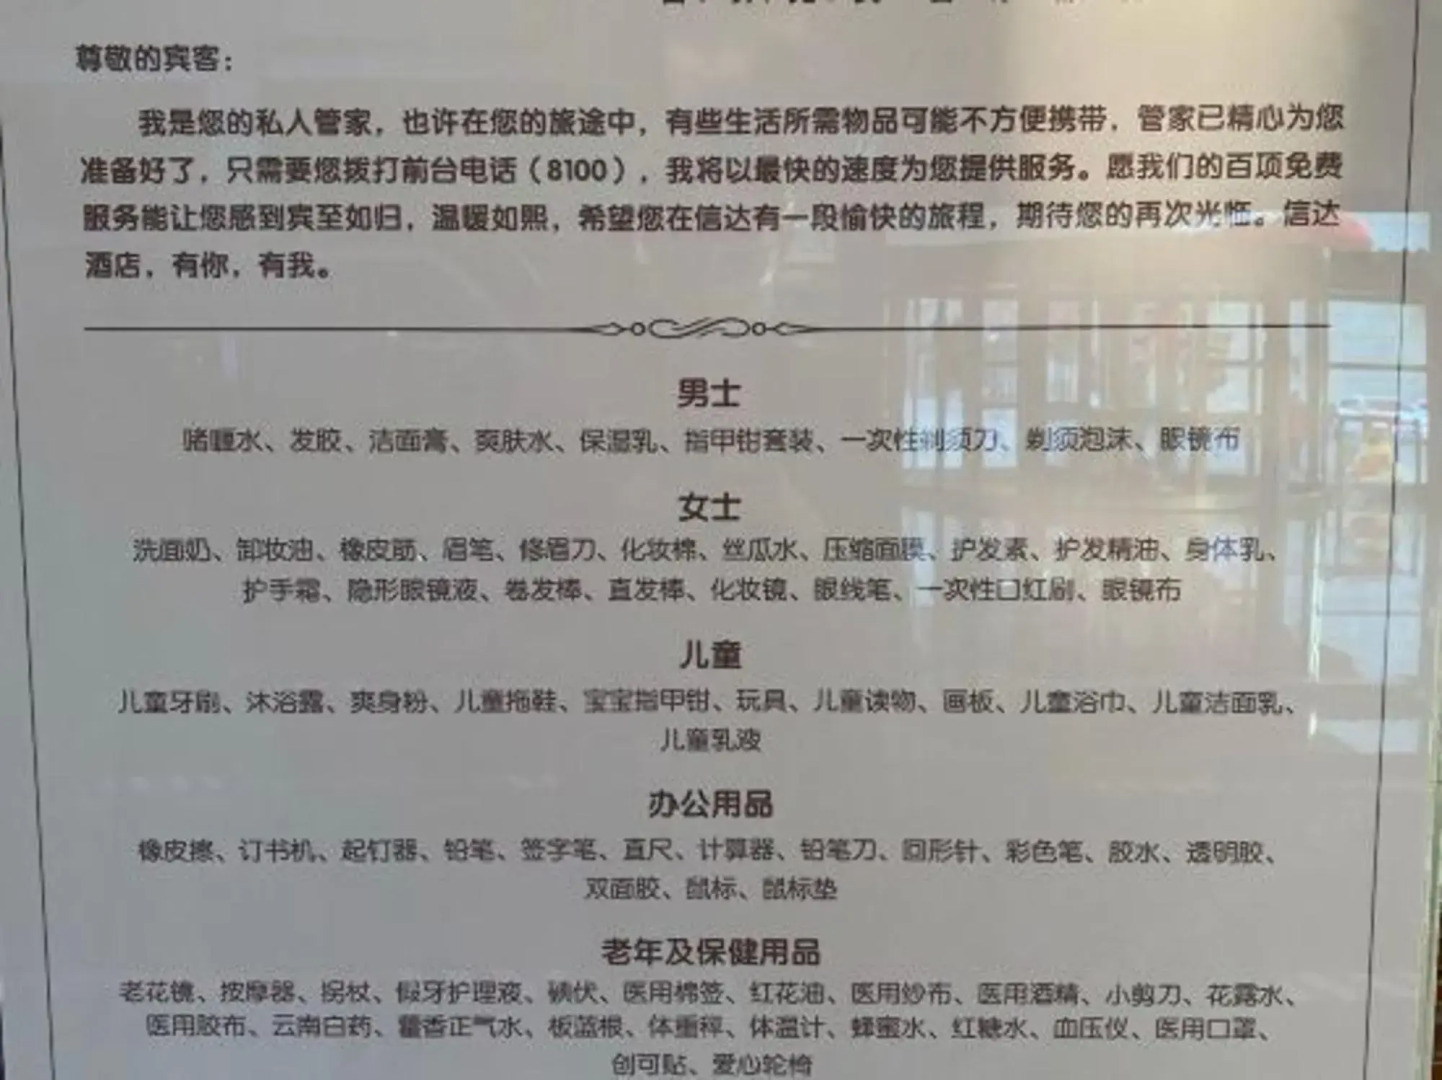 尊敬的宾客：
我是您的私人管家，也许在您的旅途中，有些生活所需物品可能不方便携带，管家已精心为您
准备好了，只需要您拨打前台电话（8100），我将以最快的速度为您提供服务。愿我们的百项免费
服务能让您感到宾至如归，温暖如熙，希望您在信达有一段愉快的旅程，期待您的再次光临。信达
酒店，有你，有我。
男士
啫喱水、发胶、洁面膏、爽肤水、保湿乳、指甲钳套装、一次性剃须刀、剃须泡沫、眼镜布
女士
洗面奶、卸妆油、橡皮筋、眉笔、修眉刀、化妆棉、丝瓜水、压缩面膜、护发素、护发精油、身体乳、
护手霜、隐形眼镜液、卷发棒、直发棒、化妆镜、眼线笔、一次性口红刷、眼镜布
儿童
儿童牙刷、沐浴露、爽身粉、儿童拖鞋、宝宝指甲钳、玩具、儿童读物、画板、儿童浴巾、儿童洁面乳、
儿童乳液
办公用品
橡皮擦、订书机、起钉器、铅笔、签字笔、直尺、计算器、铅笔刀、回形针、彩色笔、胶水、透明胶、
双面胶、鼠标、鼠标垫
老年及保健用品
老花镜、按摩器、拐杖、假牙护理液、碘伏、医用棉签、红花油、医用纱布、医用酒精、小剪刀、花露水、
医用胶布、云南白药、藿香正气水、板蓝根、体重秤、体温计、蜂蜜水、红糖水、血压仪、医用口罩、
创可贴、爱心轮椅